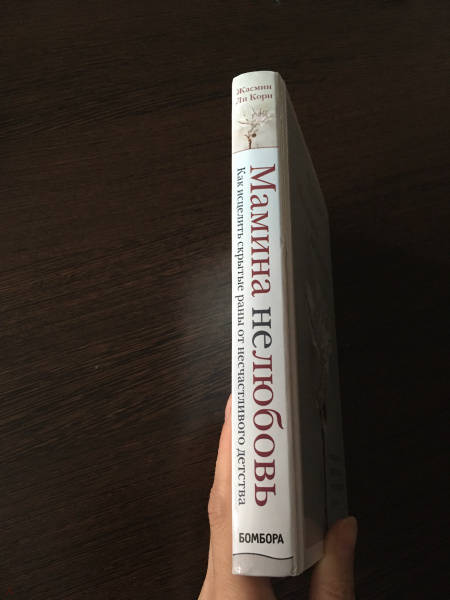 Жасмин
Ли Кори
Мамина нелюбовь
Как исцелить скрытые раны от несчастливого детства
БОМБОРА